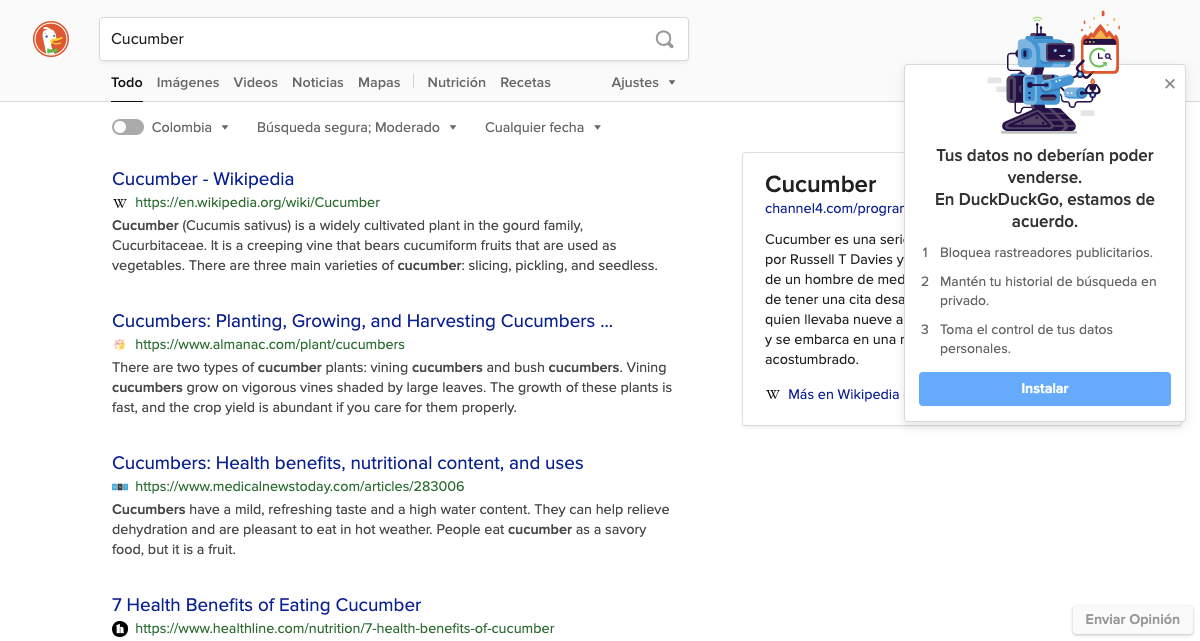 Cucumber
Todo Imágenes Videos Noticias Mapas Nutrición Recetas Ajustes
Colombia Búsqueda segura; Moderado Cualquier fecha
Cucumber - Wikipedia
W https://en.wikipedia.org/wiki/Cucumber
Cucumber (Cucumis sativus) is a widely cultivated plant in the gourd family,
Cucurbitaceae. It is a creeping vine that bears cucumiform fruits that are used as
vegetables. There are three main varieties of cucumber: slicing, pickling, and seedless.
Cucumbers: Planting, Growing, and Harvesting Cucumbers ...
https://www.almanac.com/plant/cucumbers
There are two types of cucumber plants: vining cucumbers and bush cucumbers. Vining
cucumbers grow on vigorous vines shaded by large leaves. The growth of these plants is
fast, and the crop yield is abundant if you care for them properly.
Cucumbers: Health benefits, nutritional content, and uses
https://www.medicalnewstoday.com/articles/283006
Cucumbers have a mild, refreshing taste and a high water content. They can help relieve
dehydration and are pleasant to eat in hot weather. People eat cucumber as a savory
food, but it is a fruit.
7 Health Benefits of Eating Cucumber
h https://www.healthline.com/nutrition/7-health-benefits-of-cucumber
Cucumber
channel4.com/program
Cucumber es una seri
por Russell T Davies y
de un hombre de med
de tener una cita desa
quien llevaba nueve a
y se embarca en una
acostumbrado.
W Más en Wikipedia
Tus datos no deberían poder
venderse.
En DuckDuckGo, estamos de
acuerdo.
1 Bloquea rastreadores publicitarios.
2 Mantén tu historial de búsqueda en
privado.
3 Toma el control de tus datos
personales.
Instalar
Enviar Opinión